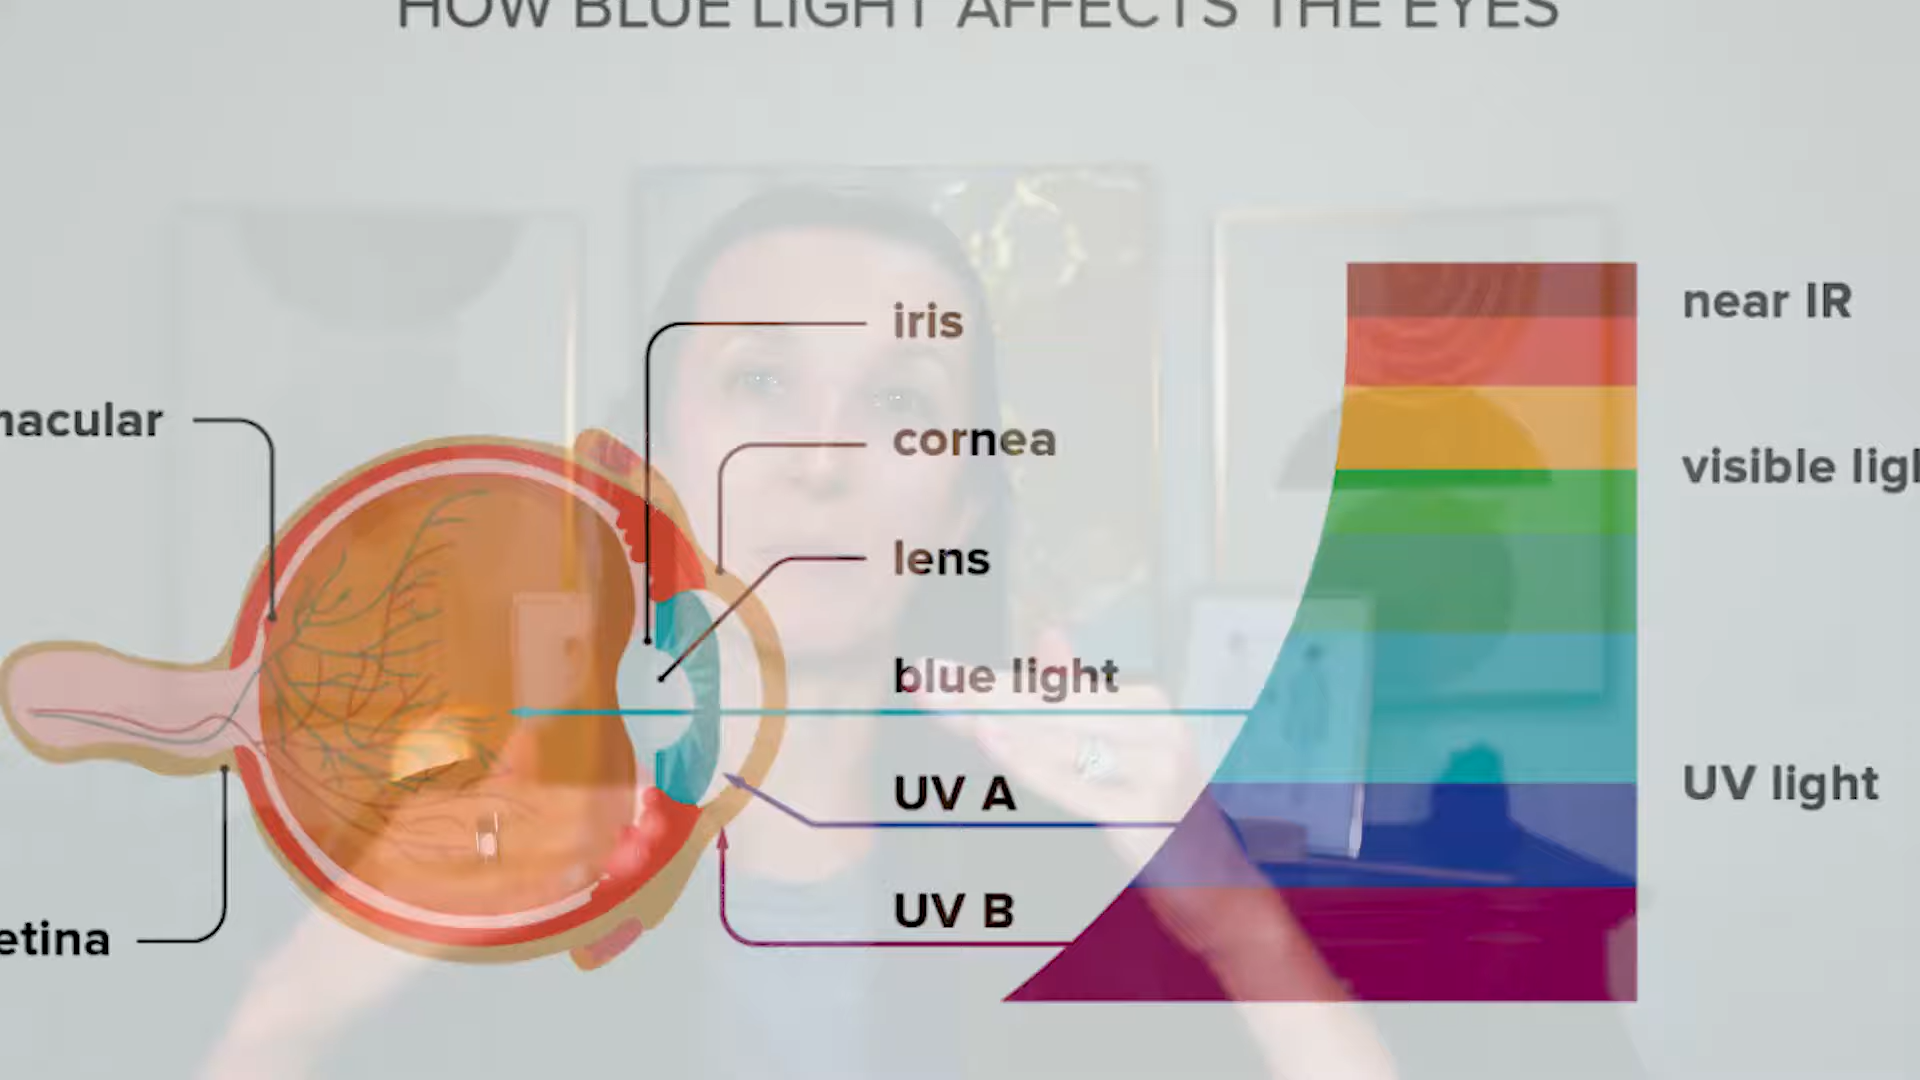 HOW BLUE LIGHT AFFECTS THE EYES
near IR
iris
macular
cornea
visible ligh
lens
blue light
UV light
UV A
UV B
etina